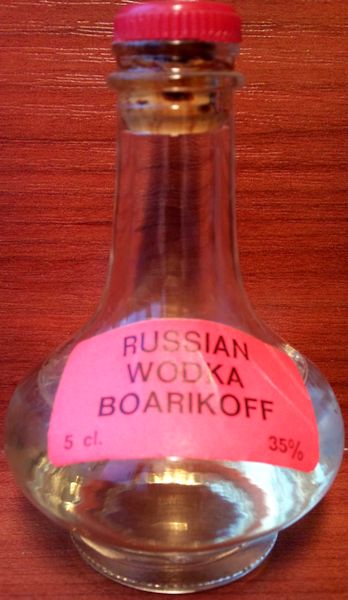 RUSSIAN
WODKA
BOARIKOFF
5 cl. 35%